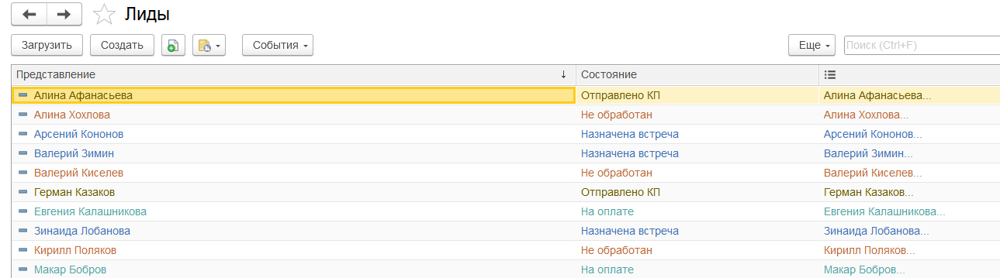 Лиды
Загрузить Создать События Еще Поиск (Ctrl+F)
Представление Состояние
Алина Афанасьева Отправлено КП Алина Афанасьева...
Алина Хохлова Не обработан Алина Хохлова...
Арсений Кононов Назначена встреча Арсений Кононов...
Валерий Зимин Назначена встреча Валерий Зимин...
Валерий Киселев Не обработан Валерий Киселев...
Герман Казаков Отправлено КП Герман Казаков...
Евгения Калашникова На оплате Евгения Калашникова...
Зинаида Лобанова Назначена встреча Зинаида Лобанова...
Кирилл Поляков Не обработан Кирилл Поляков...
Макар Бобров На оплате Макар Бобров...